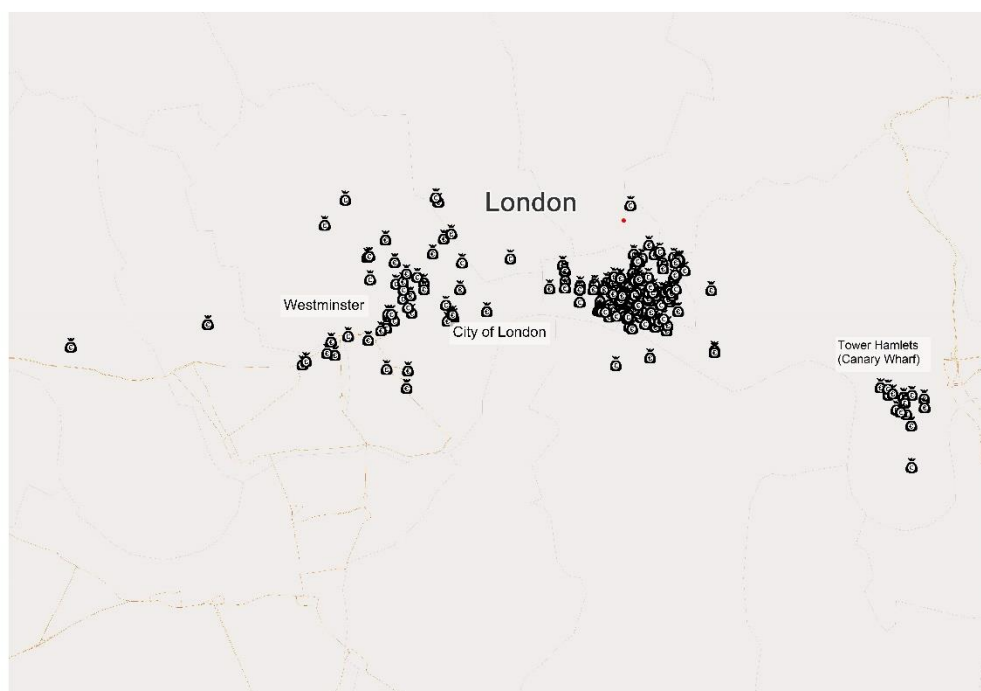 London
Westminster
City of London
Tower Hamlets
(Canary Wharf)